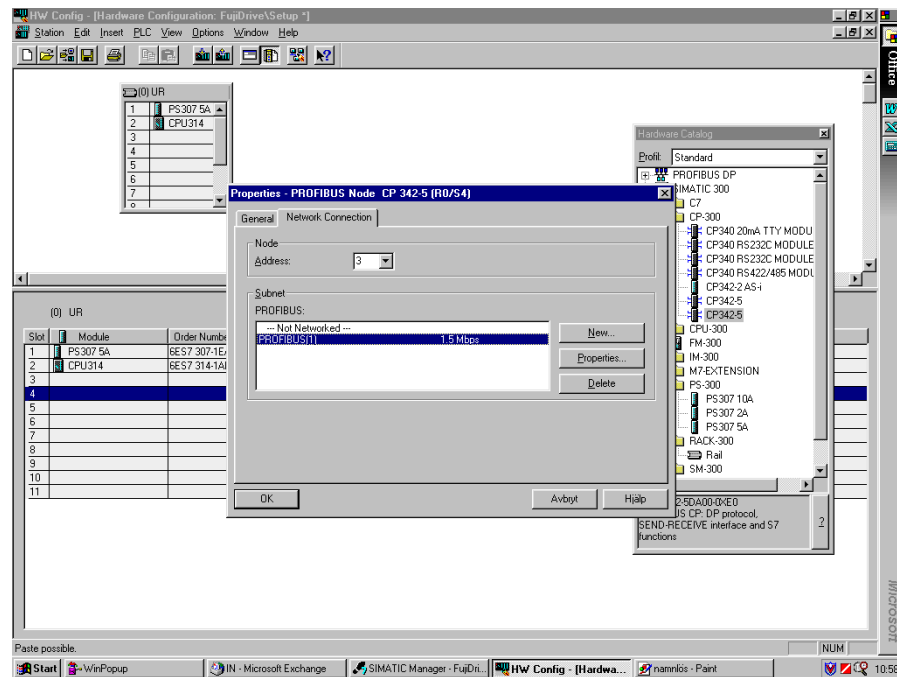 HW Config - [Hardware Configuration: FujiDrive\Setup *]
Station Edit Insert PLC View Options Window Help
Office
(0) UR
1 PS307 5A
2 CPU314
3
4
5
6
7
Hardware Catalog
Profil: Standard
PROFIBUS DP
SIMATIC 300
C7
CP-300
CP340 20mA TTY MODU
CP340 RS232C MODULE
CP340 RS232C MODULE
CP340 RS422/485 MODL
CP342-2 AS-i
CP342-5
CP342-5
CPU-300
FM-300
IM-300
M7-EXTENSION
PS-300
PS307 10A
PS307 2A
PS307 5A
RACK-300
Rail
SM-300
2-5DA00-0XE0
US CP: DP protocol,
SEND-RECEIVE interface and S7
functions
?
Properties - PROFIBUS Node CP 342-5 (R0/S4)
General Network Connection
Node
Address: 3
Subnet
PROFIBUS:
--- Not Networked ---
PROFIBUS(1) 1.5 Mbps
New...
Properties...
Delete
OK Avbryt Hjälp
(0) UR
Slot Module Order Numbe
1 PS307 5A 6ES7 307-1E
2 CPU314 6ES7 314-1A
3
4
5
6
7
8
9
10
11
Microsoft
Paste possible. NUM
Start WinPopup IN - Microsoft Exchange SIMATIC Manager - FujiDri... HW Config - [Hardwa... namnlös - Paint 10:58